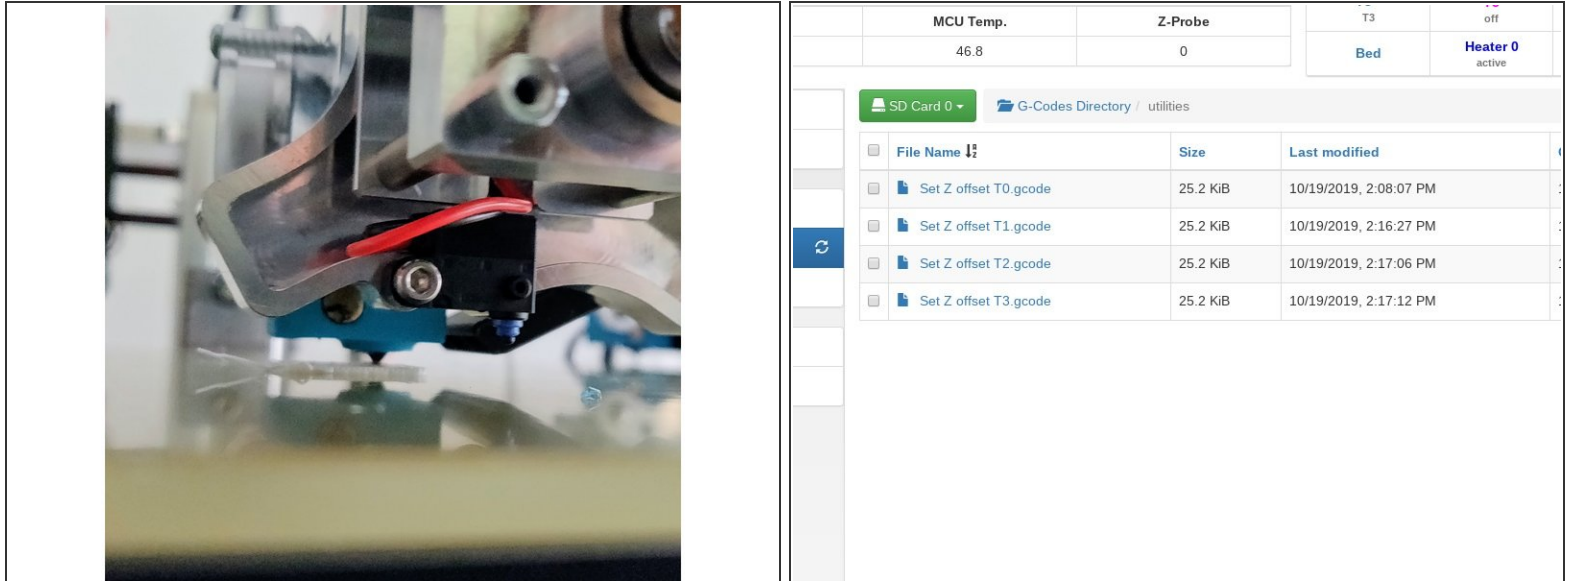 MCU Temp. Z-Probe
46.8 0
T3 off
Bed Heater 0
active
SD Card 0 G-Codes Directory / utilities
File Name Size Last modified
Set Z offset T0.gcode 25.2 KiB 10/19/2019, 2:08:07 PM
Set Z offset T1.gcode 25.2 KiB 10/19/2019, 2:16:27 PM
Set Z offset T2.gcode 25.2 KiB 10/19/2019, 2:17:06 PM
Set Z offset T3.gcode 25.2 KiB 10/19/2019, 2:17:12 PM